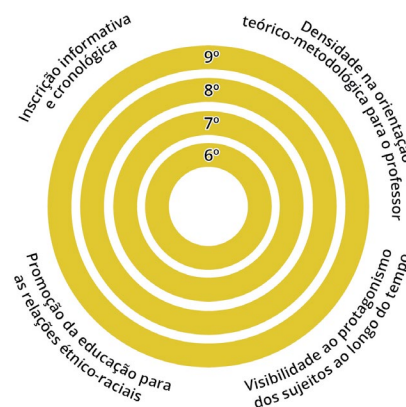 Inscrição informativa
e cronológica
Densidade na orientação
teórico-metodológica para o professor
9º
8º
7º
6º
Promoção da educação para
as relações étnico-raciais
Visibilidade ao protagonismo
dos sujeitos ao longo do tempo